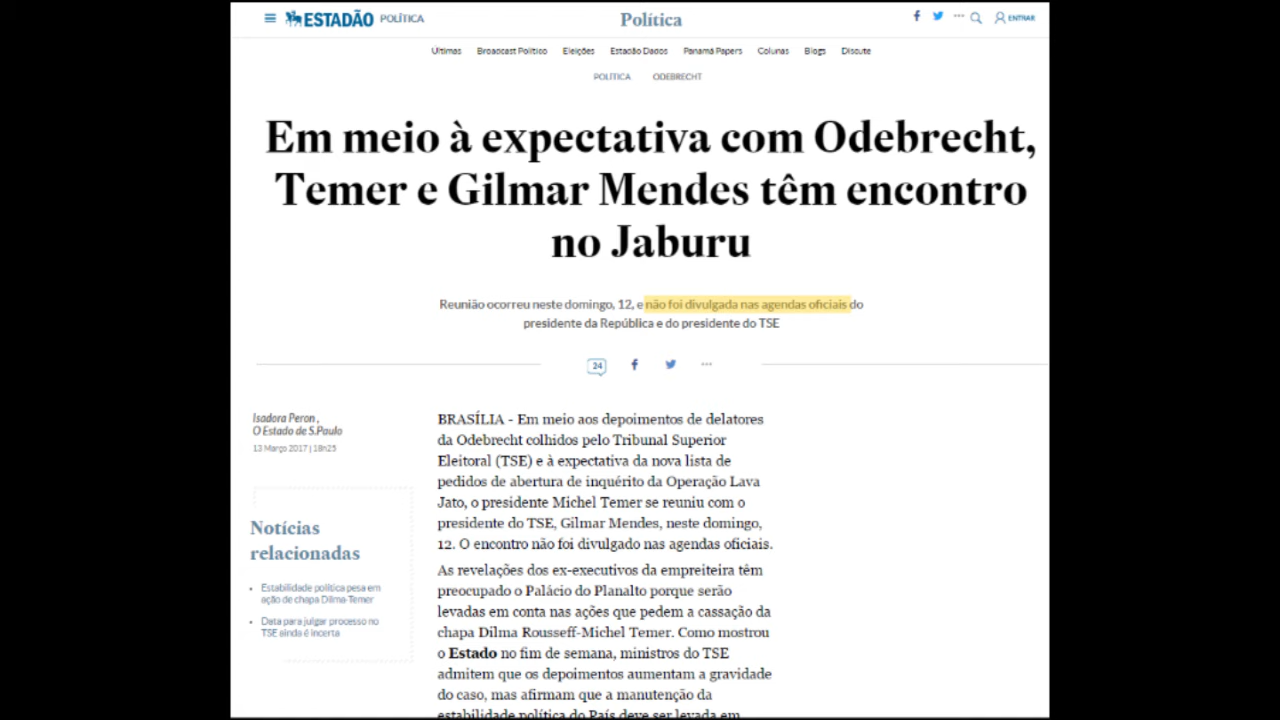 ESTADÃO POLÍTICA
Política
ENTRAR
Últimas Broadcast Político Eleições Estadão Dados Panamá Papers Colunas Blogs Discute
POLÍTICA ODEBRECHT
Em meio à expectativa com Odebrecht,
Temer e Gilmar Mendes têm encontro
no Jaburu
Reunião ocorreu neste domingo, 12, e não foi divulgada nas agendas oficiais do
presidente da República e do presidente do TSE
24
Isadora Peron ,
O Estado de S.Paulo
13 Março 2017 | 18h25
Notícias
relacionadas
Estabilidade política pesa em
ação de chapa Dilma-Temer
Data para julgar processo no
TSE ainda é incerta
BRASÍLIA - Em meio aos depoimentos de delatores
da Odebrecht colhidos pelo Tribunal Superior
Eleitoral (TSE) e à expectativa da nova lista de
pedidos de abertura de inquérito da Operação Lava
Jato, o presidente Michel Temer se reuniu com o
presidente do TSE, Gilmar Mendes, neste domingo,
12. O encontro não foi divulgado nas agendas oficiais.
As revelações dos ex-executivos da empreiteira têm
preocupado o Palácio do Planalto porque serão
levadas em conta nas ações que pedem a cassação da
chapa Dilma Rousseff-Michel Temer. Como mostrou
o Estado no fim de semana, ministros do TSE
admitem que os depoimentos aumentam a gravidade
do caso, mas afirmam que a manutenção da
estabilidade política do País deve ser levada em